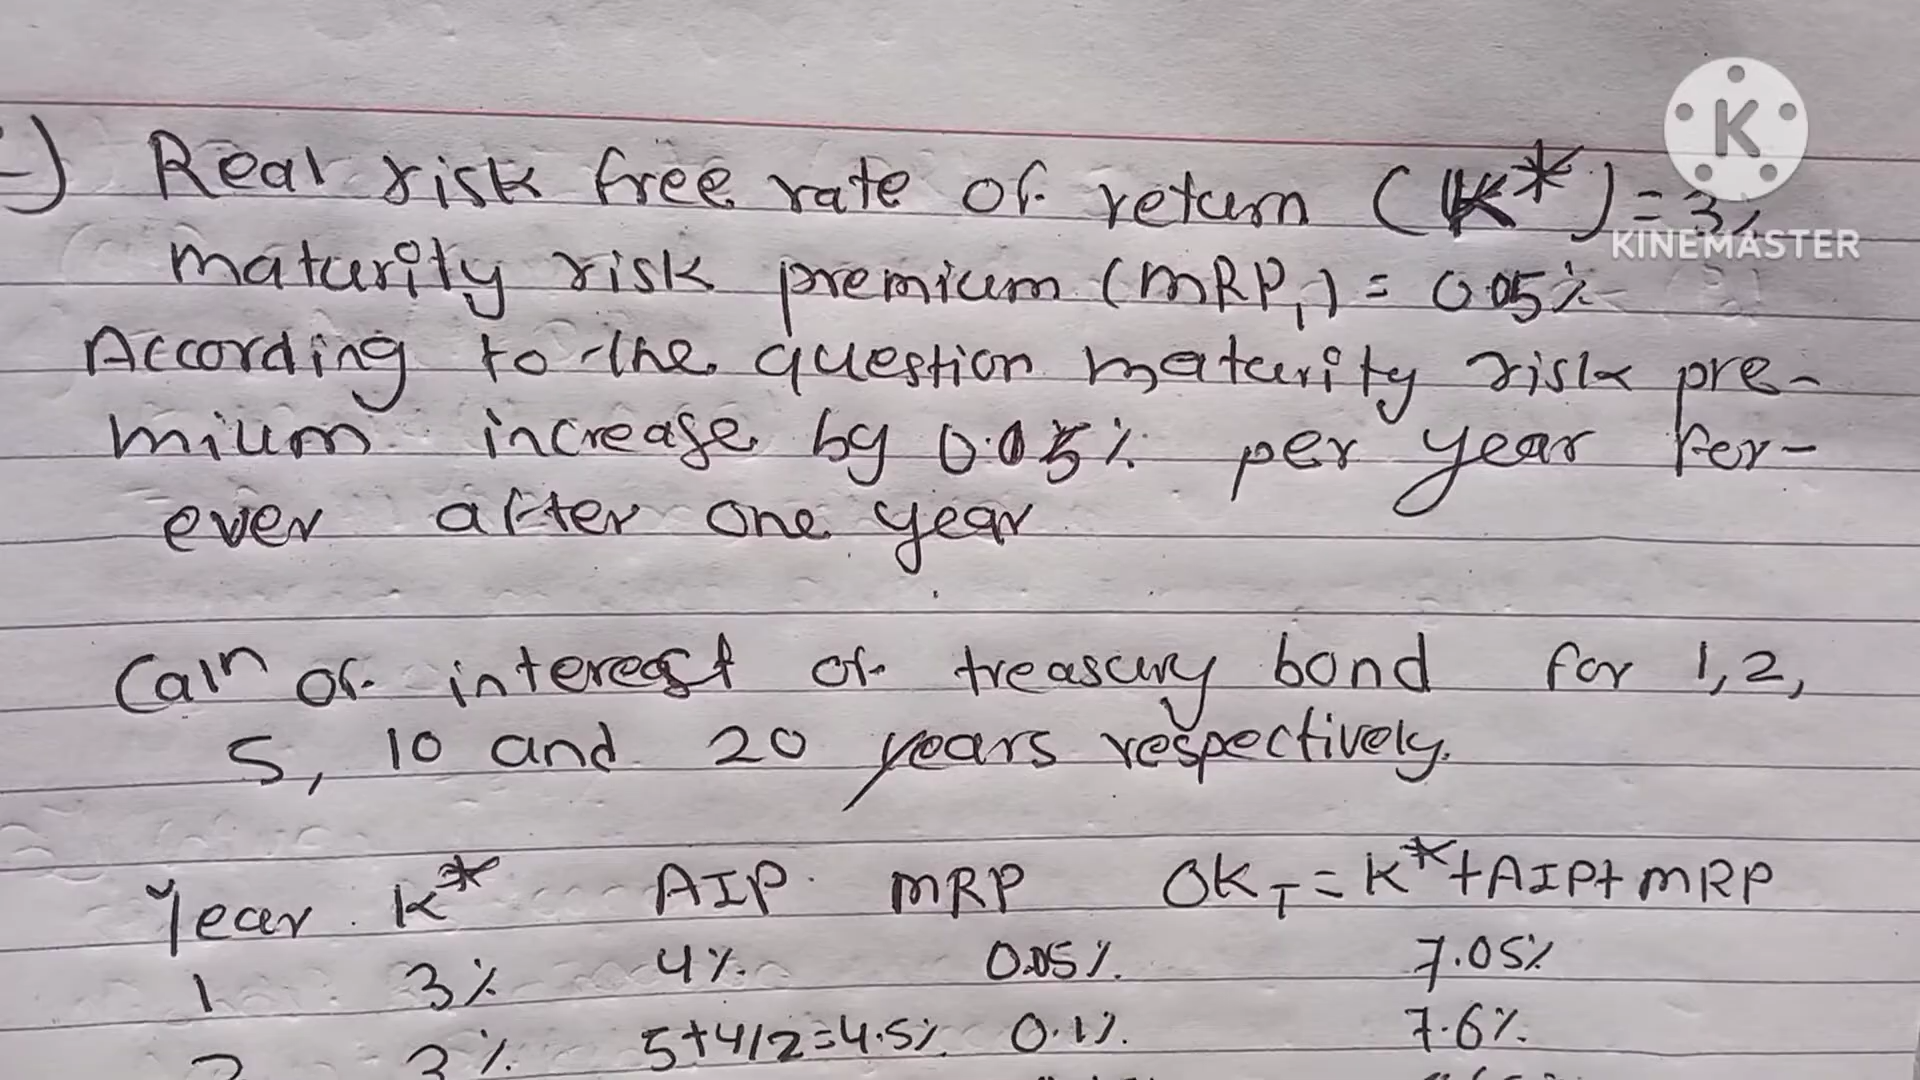 Real risk free rate of return (K*) = 3%
KINEMASTER
maturity risk premium (MRP1) = 0.05%
According to the question maturity risk pre-
mium increase by 0.05% per year for-
ever after one year
Caln of interest of treasury bond for 1, 2,
5, 10 and 20 years respectively.
Year K* AIP MRP OKT = K*+AIP+MRP
1 3% 4% 0.05% 7.05%
2 3% 5+4/2=4.5% 0.1% 7.6%